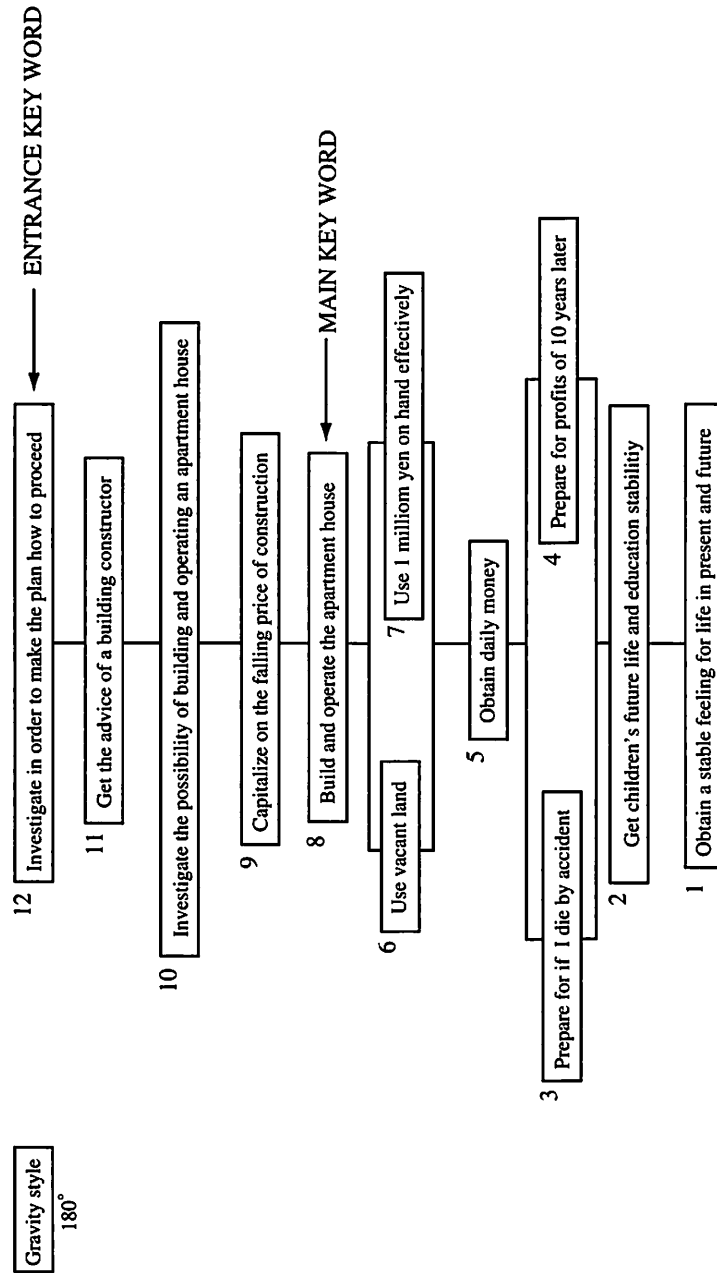 Gravity style
180°
12
Investigate in order to make the plan how to proceed
ENTRANCE KEY WORD
11
Get the advice of a building constructor
10
Investigate the possibility of building and operating an apartment house
9
Capitalize on the falling price of construction
8
Build and operate the apartment house
MAIN KEY WORD
6
Use vacant land
7
Use 1 milliom yen on hand effectively
5
Obtain daily money
3
Prepare for if I die by accident
4
Prepare for profits of 10 years later
2
Get children's future life and education stabilitiy
1
Obtain a stable feeling for life in present and future